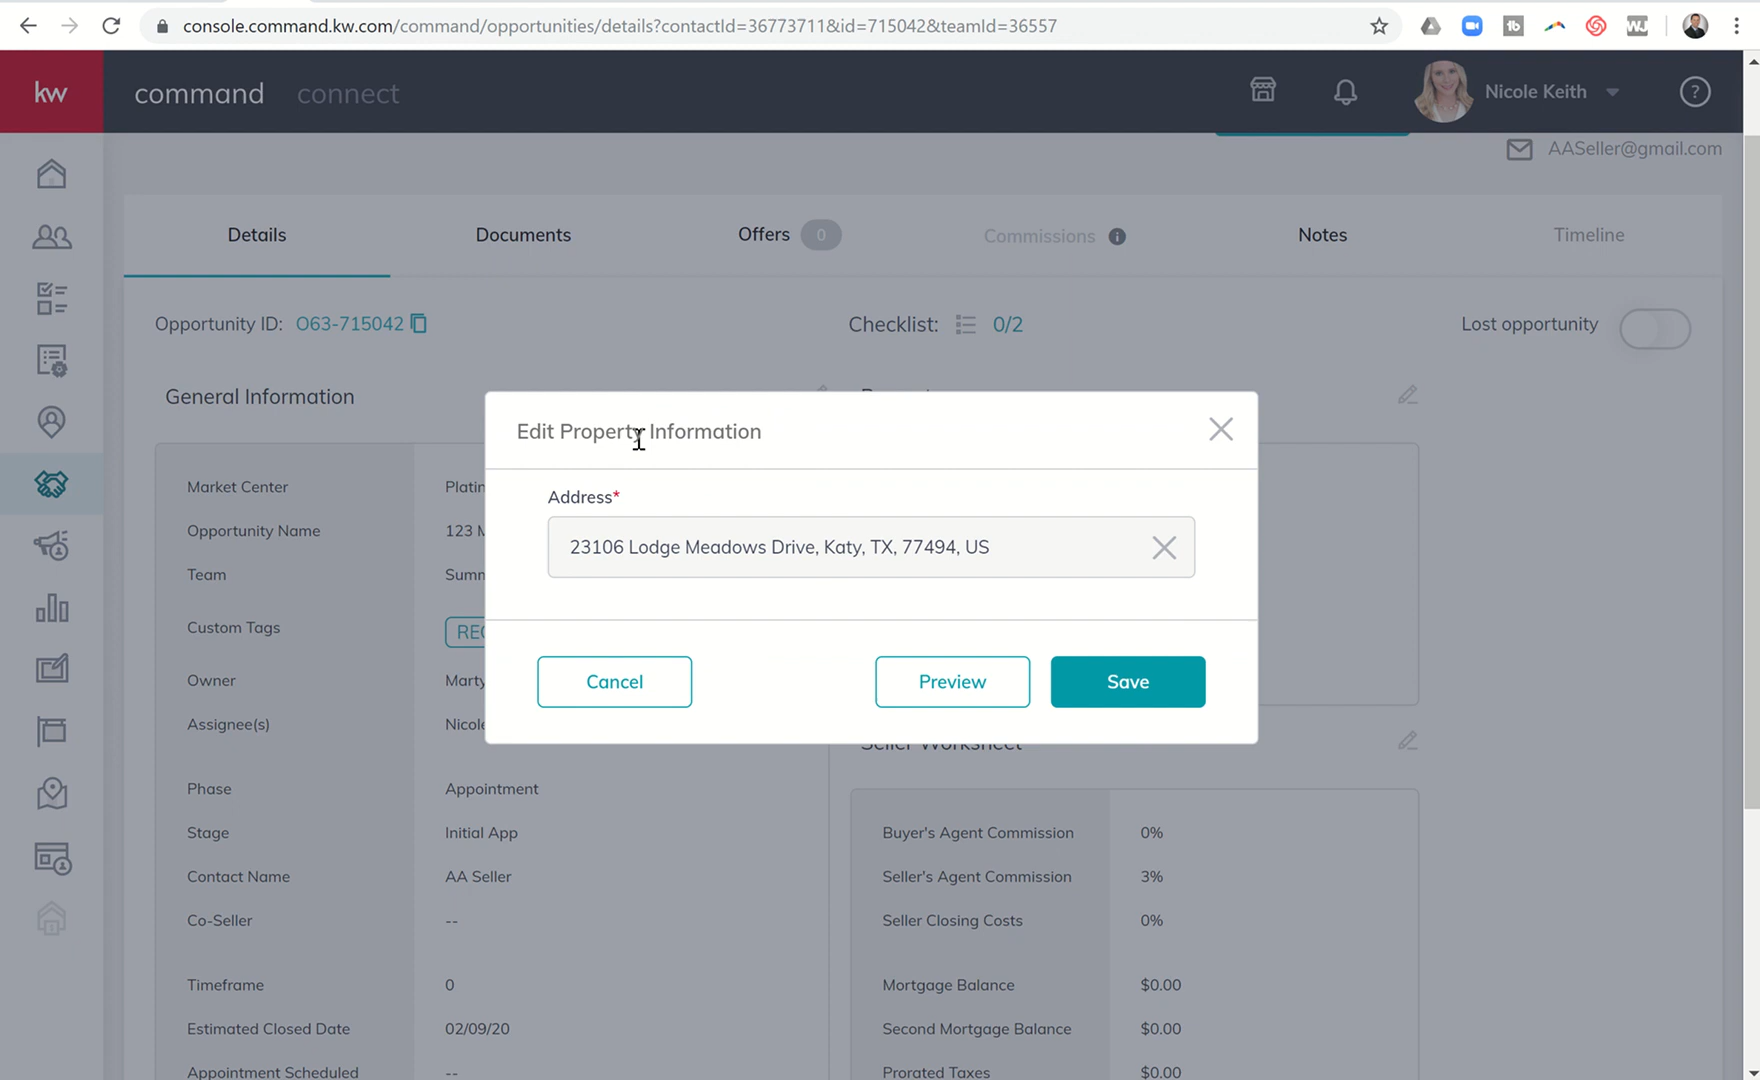 console.command.kw.com/command/opportunities/details?contactId=36773711&id=715042&teamId=36557
kw command connect Nicole Keith ?
AASeller@gmail.com
Details Documents Offers 0 Commissions i Notes Timeline
Opportunity ID: O63-715042 Checklist: 0/2 Lost opportunity
General Information
Edit Property Information
Address*
23106 Lodge Meadows Drive, Katy, TX, 77494, US
Cancel Preview Save
Market Center
Opportunity Name 123
Team
Custom Tags
Owner Marty
Assignee(s)
Phase Appointment
Stage Initial App
Contact Name AA Seller
Co-Seller --
Timeframe 0
Estimated Closed Date 02/09/20
Appointment Scheduled --
Seller Worksheet
Buyer's Agent Commission 0%
Seller's Agent Commission 3%
Seller Closing Costs 0%
Mortgage Balance $0.00
Second Mortgage Balance $0.00
Prorated Taxes $0.00